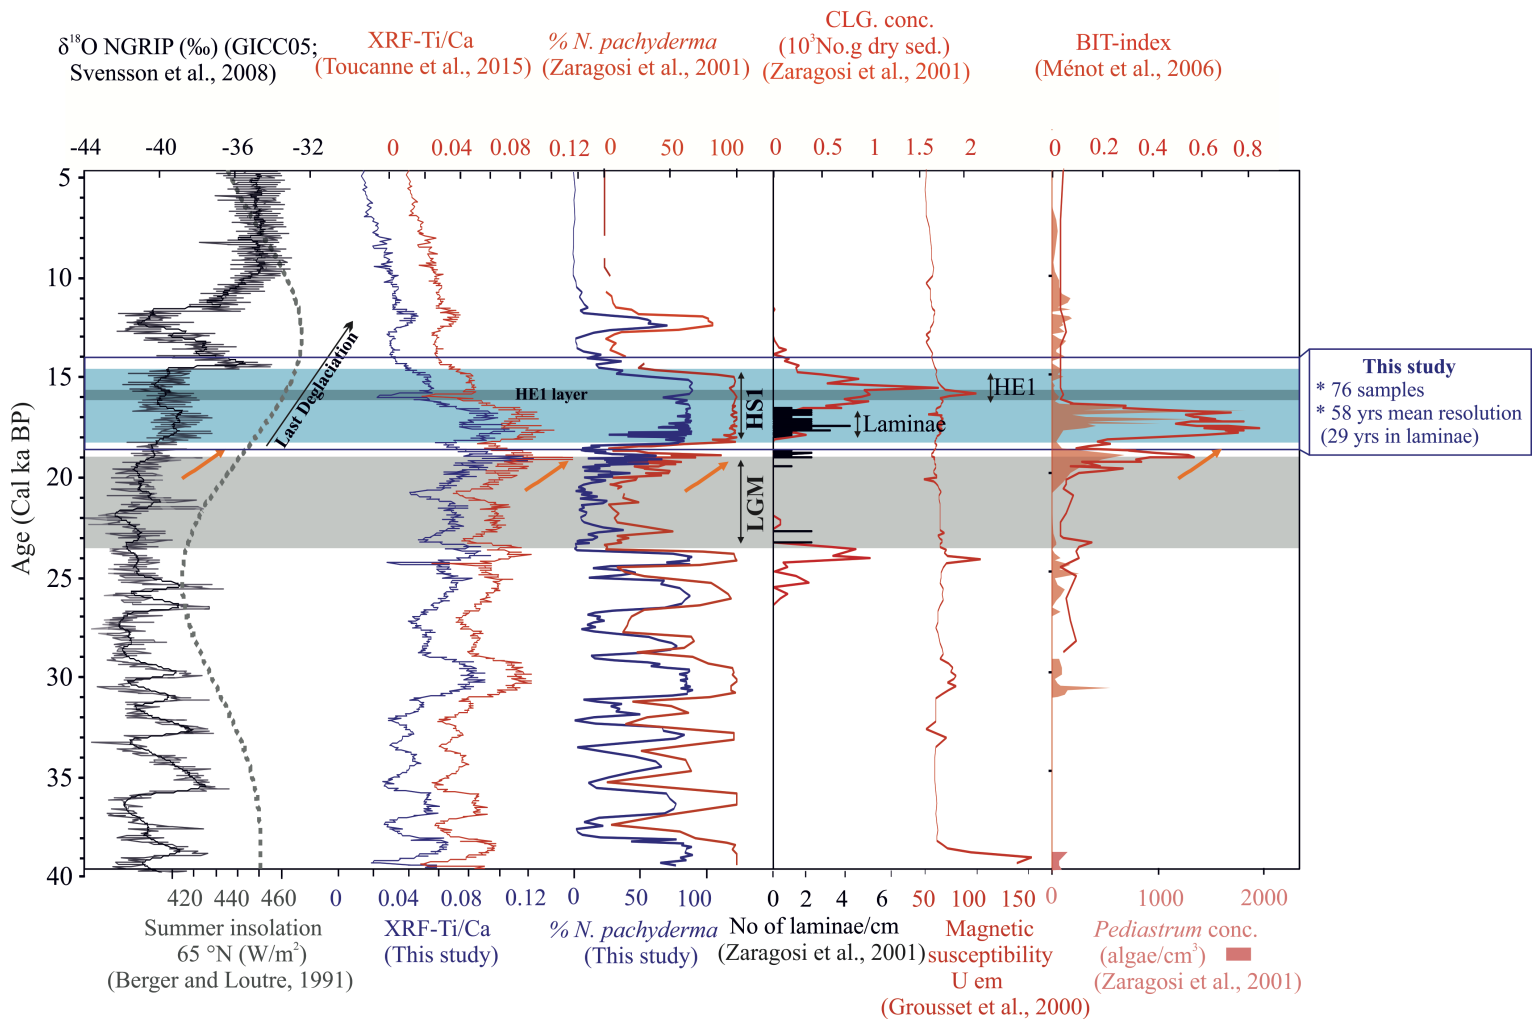 δ18O NGRIP (‰) (GICC05;
Svensson et al., 2008)
XRF-Ti/Ca
(Toucanne et al., 2015)
% N. pachyderma
(Zaragosi et al., 2001)
CLG. conc.
(10³No.g dry sed.)
(Zaragosi et al., 2001)
BIT-index
(Ménot et al., 2006)
-44 -40 -36 -32
0 0.04 0.08 0.12
0 50 100
0 0.5 1 1.5 2
0 0.2 0.4 0.6 0.8
Age (Cal ka BP)
5
10
15
20
25
30
35
40
Last Deglaciation
HE1 layer
HS1
LGM
HE1
Laminae
This study
* 76 samples
* 58 yrs mean resolution
(29 yrs in laminae)
420 440 460
Summer insolation
65 °N (W/m²)
(Berger and Loutre, 1991)
0 0.04 0.08 0.12
XRF-Ti/Ca
(This study)
0 50 100
% N. pachyderma
(This study)
0 2 4 6
No of laminae/cm
(Zaragosi et al., 2001)
50 100 150
Magnetic
susceptibility
U em
(Grousset et al., 2000)
0 1000 2000
Pediastrum conc.
(algae/cm³)
(Zaragosi et al., 2001)